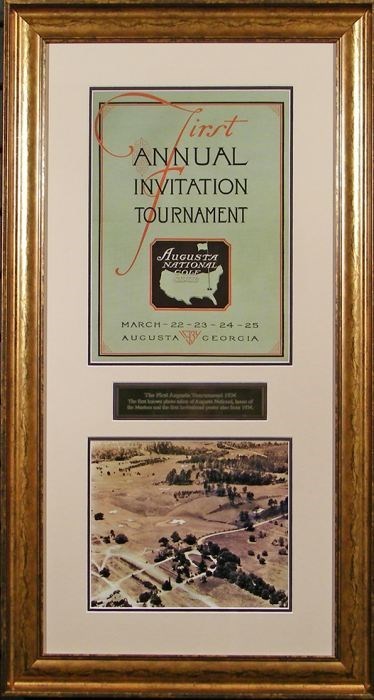 First
ANNUAL
INVITATION
TOURNAMENT
AUGUSTA
NATIONAL
GOLF
CLUB
MARCH-22-23-24-25
AUGUSTA 1934 GEORGIA
The First Augusta Tournament 1934
The first known photo taken of Augusta National, home of
the Masters and the first invitational poster also from 1934.